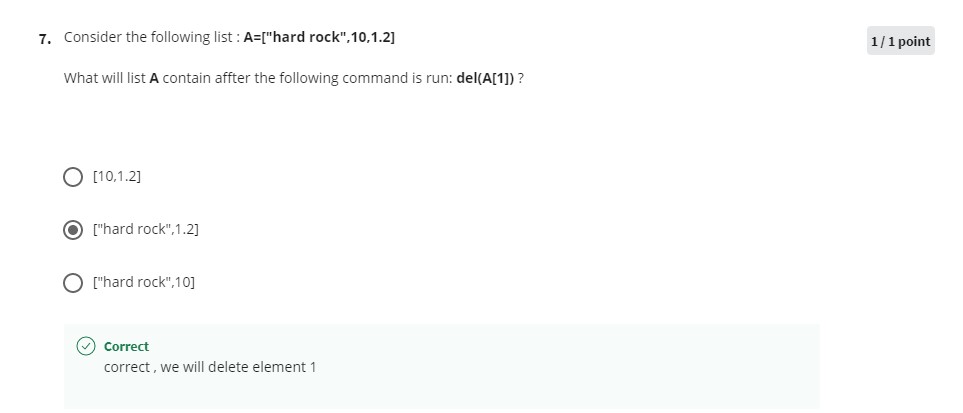 7. Consider the following list : A=["hard rock",10,1.2]
1 / 1 point
What will list A contain affter the following command is run: del(A[1]) ?
[10,1.2]
["hard rock",1.2]
["hard rock",10]
Correct
correct , we will delete element 1